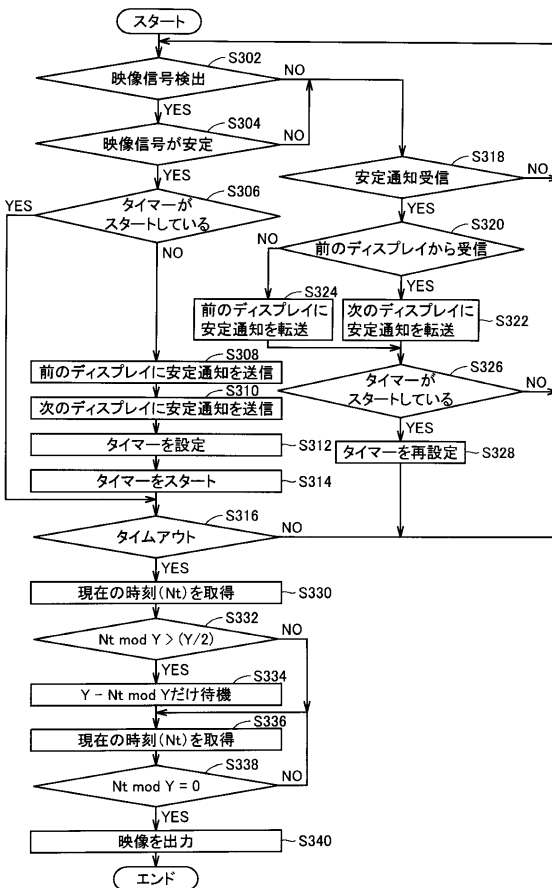 スタート
S302
映像信号検出
NO
YES
S304
映像信号が安定
NO
YES
S306
YES
タイマーが
スタートしている
NO
S318
安定通知受信
NO
YES
S320
NO
前のディスプレイから受信
YES
S324
前のディスプレイに
安定通知を転送
次のディスプレイに
安定通知を転送
S322
S326
タイマーが
スタートしている
NO
YES
タイマーを再設定
S328
S308
前のディスプレイに安定通知を送信
S310
次のディスプレイに安定通知を送信
タイマーを設定
S312
タイマーをスタート
S314
S316
タイムアウト
NO
YES
現在の時刻(Nt)を取得
S330
S332
Nt mod Y > (Y/2)
NO
YES
S334
Y − Nt mod Yだけ待機
S336
現在の時刻(Nt)を取得
S338
Nt mod Y = 0
NO
YES
映像を出力
S340
エンド